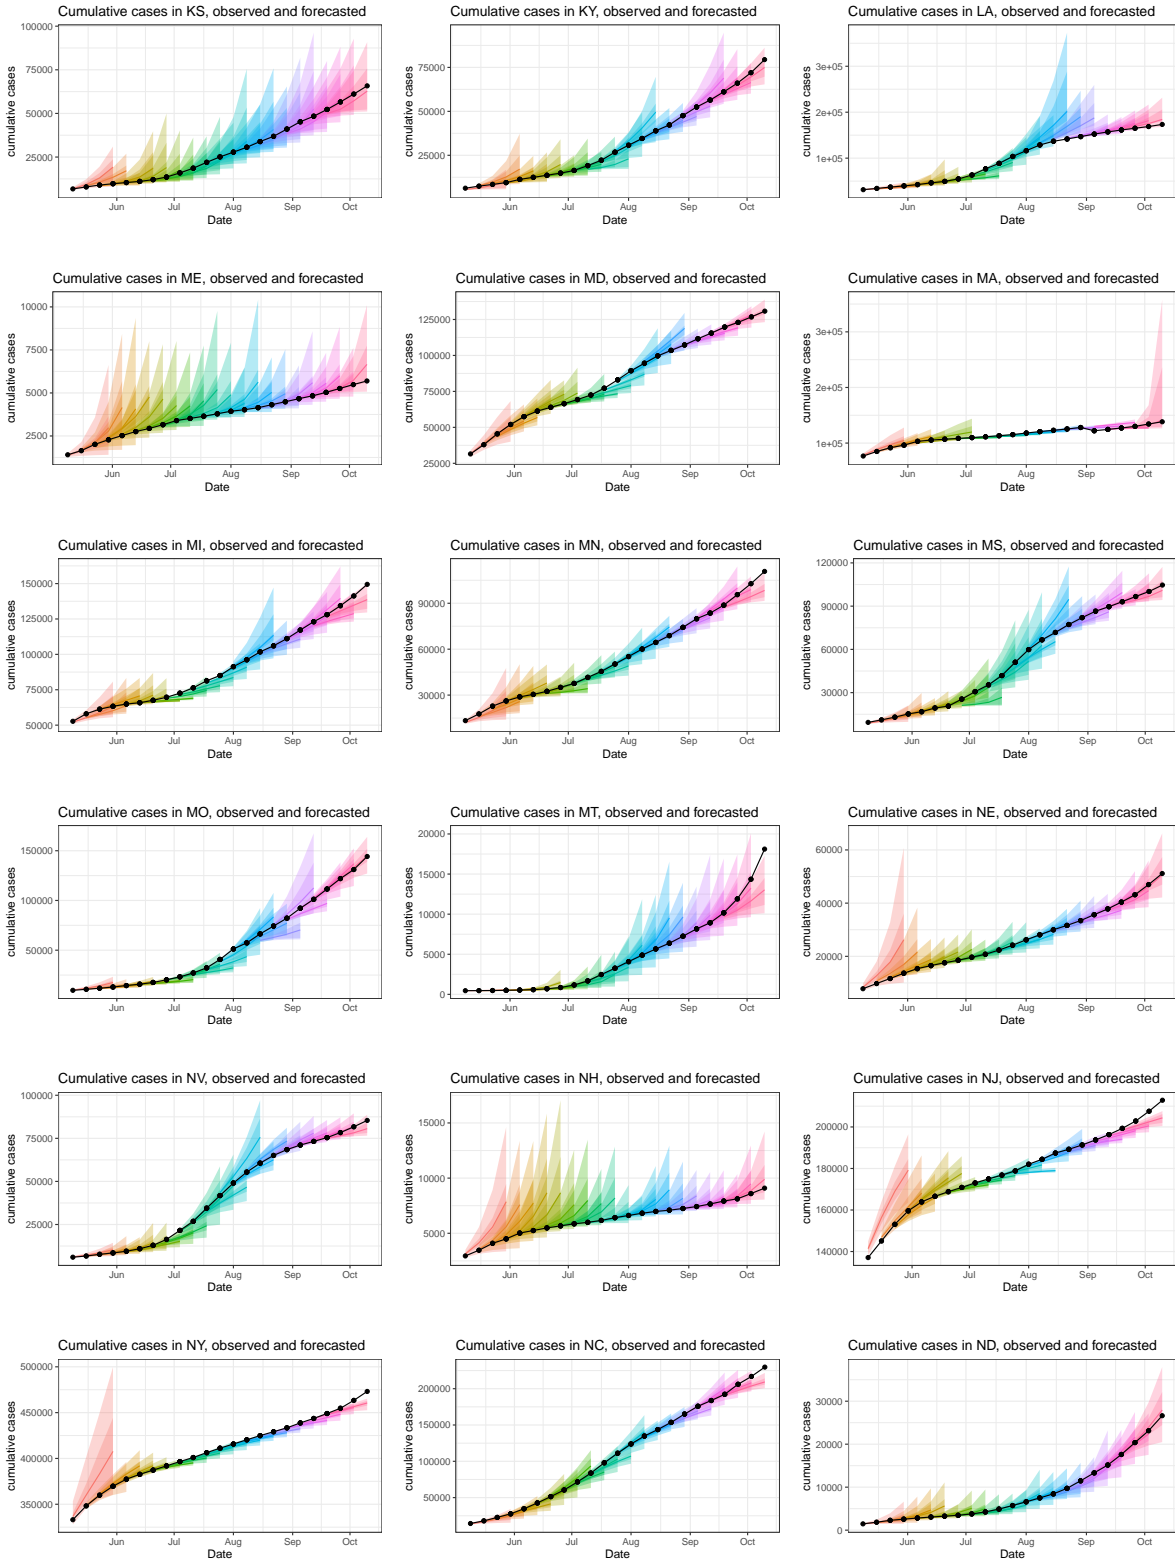 Cumulative cases in KS, observed and forecasted
100000
75000
50000
25000
cumulative cases
Jun Jul Aug Sep Oct
Date
Cumulative cases in KY, observed and forecasted
75000
50000
25000
cumulative cases
Jun Jul Aug Sep Oct
Date
Cumulative cases in LA, observed and forecasted
3e+05
2e+05
1e+05
cumulative cases
Jun Jul Aug Sep Oct
Date
Cumulative cases in ME, observed and forecasted
10000
7500
5000
2500
cumulative cases
Jun Jul Aug Sep Oct
Date
Cumulative cases in MD, observed and forecasted
125000
100000
75000
50000
25000
cumulative cases
Jun Jul Aug Sep Oct
Date
Cumulative cases in MA, observed and forecasted
3e+05
2e+05
1e+05
cumulative cases
Jun Jul Aug Sep Oct
Date
Cumulative cases in MI, observed and forecasted
150000
125000
100000
75000
50000
cumulative cases
Jun Jul Aug Sep Oct
Date
Cumulative cases in MN, observed and forecasted
90000
60000
30000
cumulative cases
Jun Jul Aug Sep Oct
Date
Cumulative cases in MS, observed and forecasted
120000
90000
60000
30000
cumulative cases
Jun Jul Aug Sep Oct
Date
Cumulative cases in MO, observed and forecasted
150000
100000
50000
cumulative cases
Jun Jul Aug Sep Oct
Date
Cumulative cases in MT, observed and forecasted
20000
15000
10000
5000
0
cumulative cases
Jun Jul Aug Sep Oct
Date
Cumulative cases in NE, observed and forecasted
60000
40000
20000
cumulative cases
Jun Jul Aug Sep Oct
Date
Cumulative cases in NV, observed and forecasted
100000
75000
50000
25000
cumulative cases
Jun Jul Aug Sep Oct
Date
Cumulative cases in NH, observed and forecasted
15000
10000
5000
cumulative cases
Jun Jul Aug Sep Oct
Date
Cumulative cases in NJ, observed and forecasted
200000
180000
160000
140000
cumulative cases
Jun Jul Aug Sep Oct
Date
Cumulative cases in NY, observed and forecasted
500000
450000
400000
350000
cumulative cases
Jun Jul Aug Sep Oct
Date
Cumulative cases in NC, observed and forecasted
200000
150000
100000
50000
cumulative cases
Jun Jul Aug Sep Oct
Date
Cumulative cases in ND, observed and forecasted
30000
20000
10000
0
cumulative cases
Jun Jul Aug Sep Oct
Date